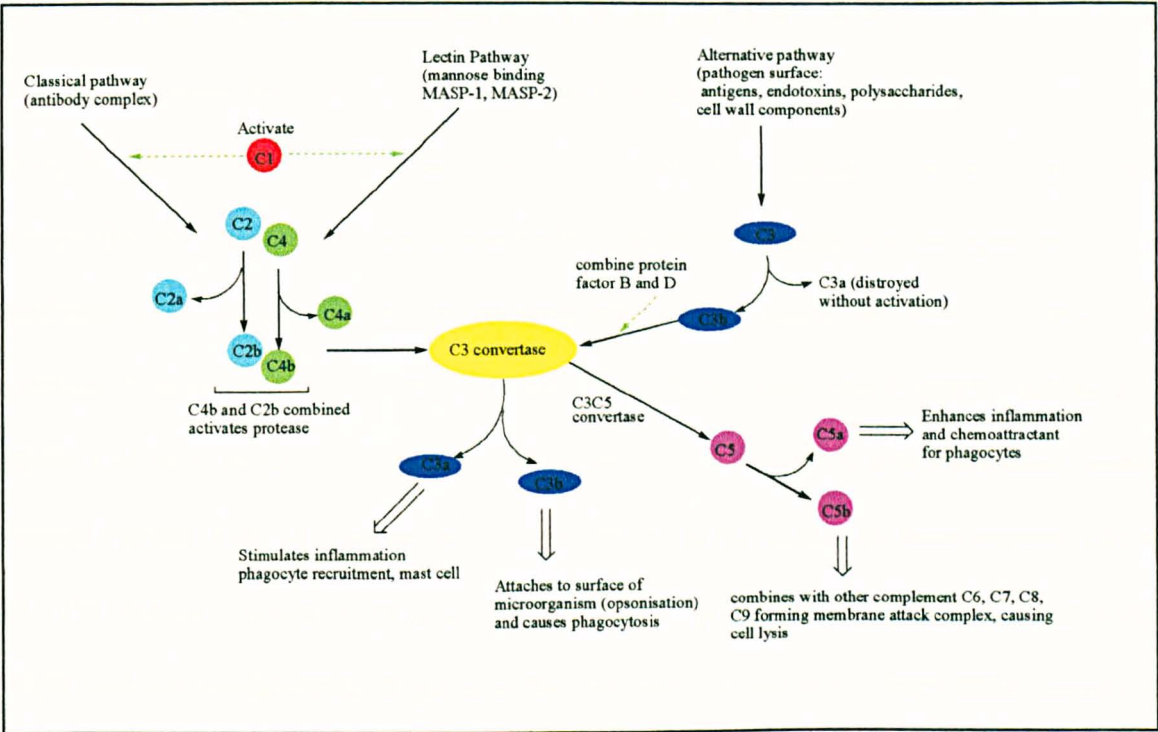 Classical pathway
(antibody complex)
Lectin Pathway
(mannose binding
MASP-1, MASP-2)
Alternative pathway
(pathogen surface:
antigens, endotoxins, polysaccharides,
cell wall components)
Activate
C1
C2
C4
C3
combine protein
factor B and D
C3a (distroyed
without activation)
C2a
C4a
C3b
C2b
C4b
C3 convertase
C4b and C2b combined
activates protease
C3C5
convertase
C5
C5a
Enhances inflammation
and chemoattractant
for phagocytes
C3a
C3b
C5b
Stimulates inflammation
phagocyte recruitment, mast cell
Attaches to surface of
microorganism (opsonisation)
and causes phagocytosis
combines with other complement C6, C7, C8,
C9 forming membrane attack complex, causing
cell lysis